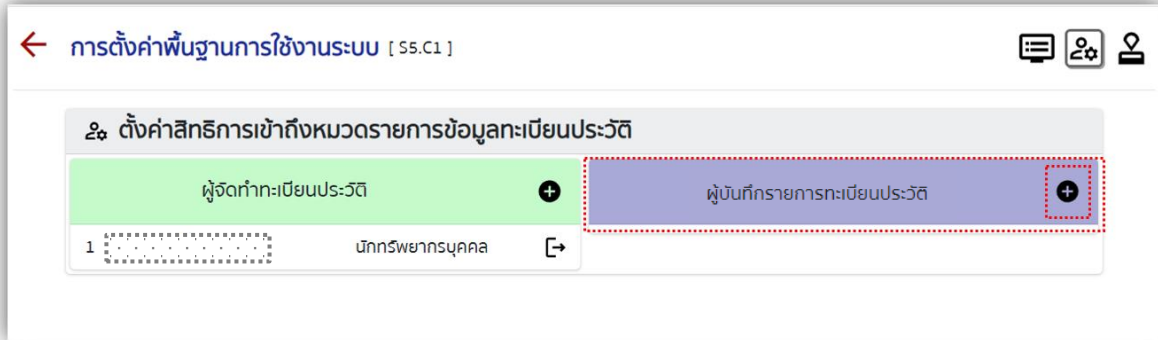 การตั้งค่าพื้นฐานการใช้งานระบบ [ S5.C1 ]
ตั้งค่าสิทธิการเข้าถึงหมวดรายการข้อมูลทะเบียนประวัติ
ผู้จัดทำทะเบียนประวัติ
ผู้บันทึกรายการทะเบียนประวัติ
1 นักทรัพยากรบุคคล